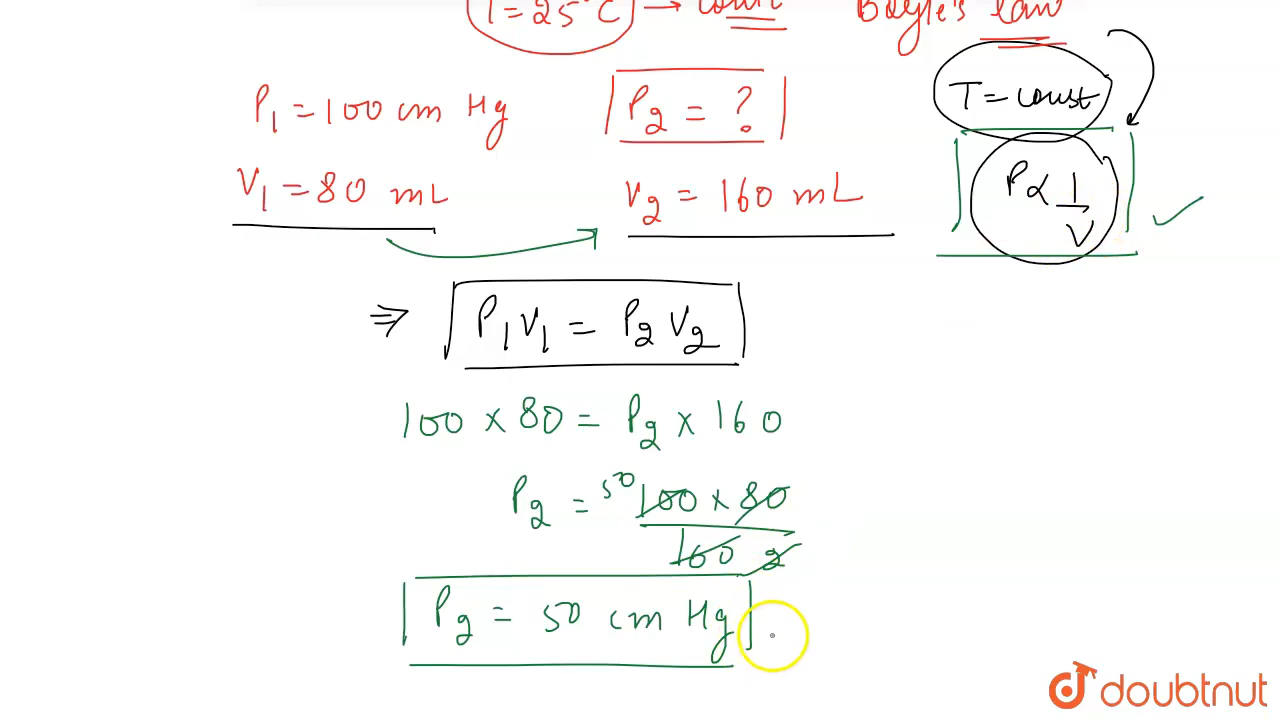 T = 25°C → const Boyle's law
P₁ = 100 cm Hg P₂ = ? T = const
V₁ = 80 mL V₂ = 160 mL P ∝ 1/V ✓
⇒ P₁V₁ = P₂V₂
100 × 80 = P₂ × 160
P₂ = 50 100 × 80
160 2
P₂ = 50 cm Hg
doubtnut